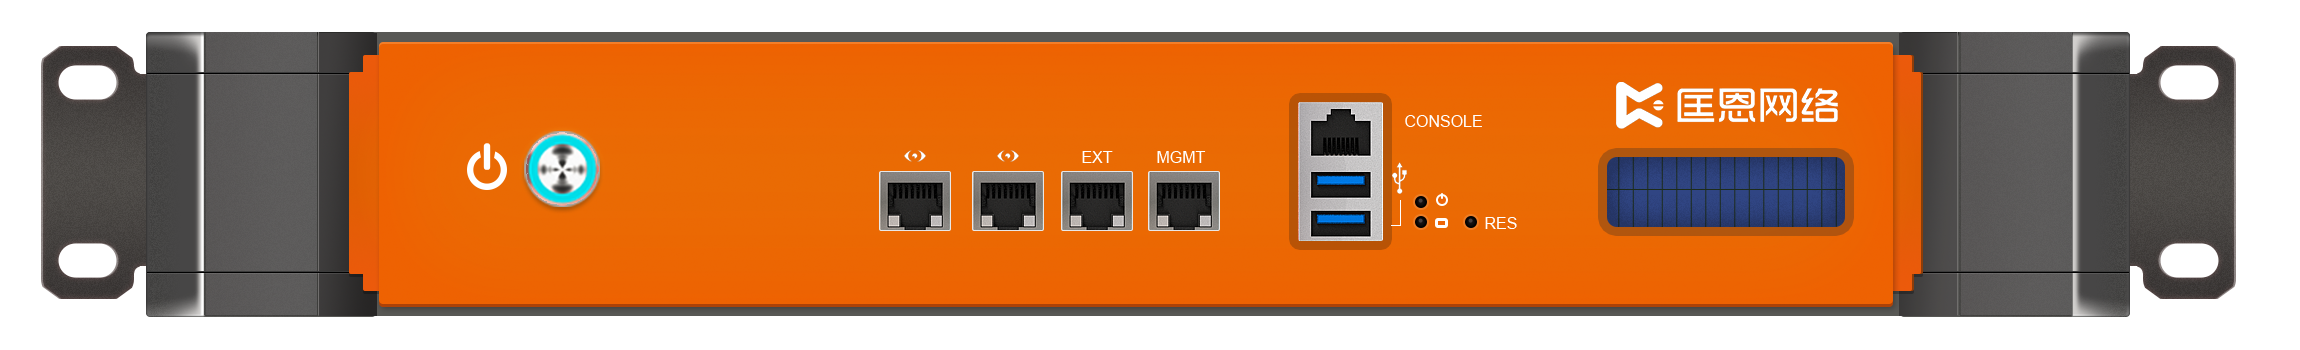 匡恩网络
CONSOLE
EXT
MGMT
RES